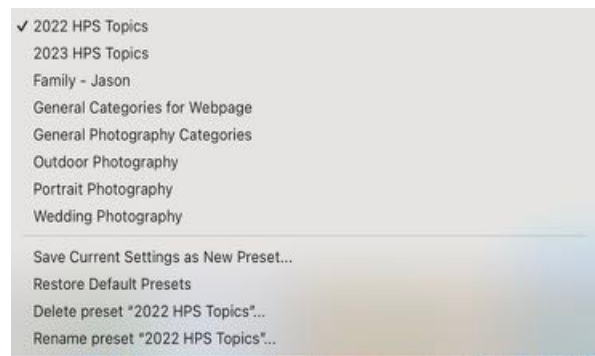 ✓ 2022 HPS Topics
2023 HPS Topics
Family - Jason
General Categories for Webpage
General Photography Categories
Outdoor Photography
Portrait Photography
Wedding Photography
Save Current Settings as New Preset...
Restore Default Presets
Delete preset “2022 HPS Topics”...
Rename preset “2022 HPS Topics”...